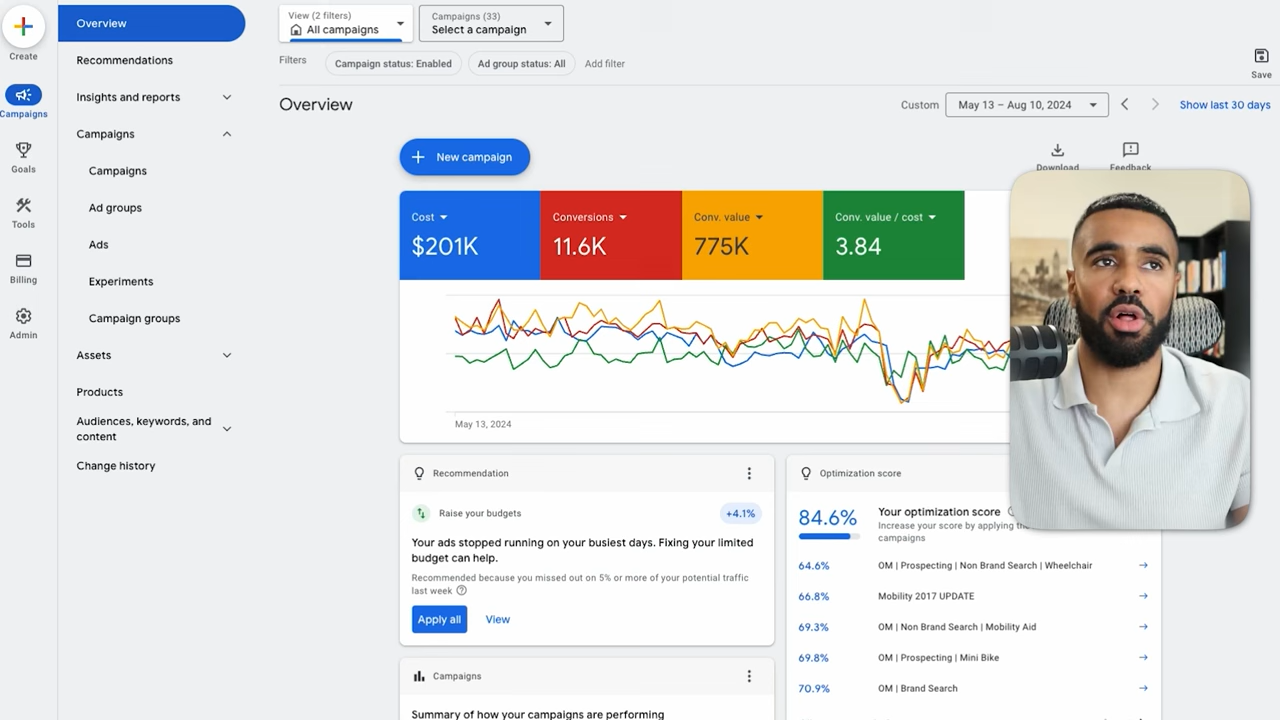 Create
Campaigns
Goals
Tools
Billing
Admin
Overview
Recommendations
Insights and reports
Campaigns
Campaigns
Ad groups
Ads
Experiments
Campaign groups
Assets
Products
Audiences, keywords, and
content
Change history
View (2 filters)
All campaigns
Campaigns (33)
Select a campaign
Filters
Campaign status: Enabled
Ad group status: All
Add filter
Save
Overview
Custom
May 13 – Aug 10, 2024
Show last 30 days
New campaign
Download
Feedback
Cost
$201K
Conversions
11.6K
Conv. value
775K
Conv. value / cost
3.84
May 13, 2024
Recommendation
Raise your budgets
+4.1%
Your ads stopped running on your busiest days. Fixing your limited
budget can help.
Recommended because you missed out on 5% or more of your potential traffic
last week
Apply all
View
Campaigns
Summary of how your campaigns are performing
Optimization score
84.6%
Your optimization score
Increase your score by applying the
campaigns
64.6%
OM | Prospecting | Non Brand Search | Wheelchair
66.8%
Mobility 2017 UPDATE
69.3%
OM | Non Brand Search | Mobility Aid
69.8%
OM | Prospecting | Mini Bike
70.9%
OM | Brand Search